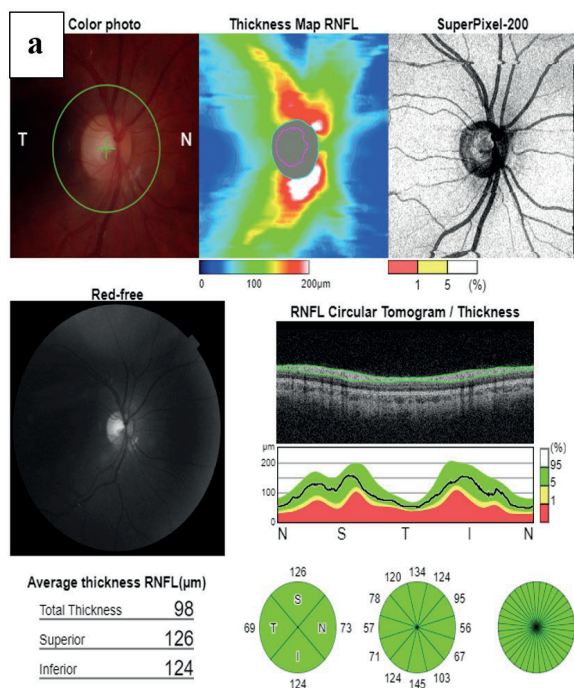 a
Color photo
Thickness Map RNFL
SuperPixel-200
T
N
0 100 200µm
1 5 (%)
Red-free
RNFL Circular Tomogram / Thickness
µm
200
100
0
(%)
95
5
1
N S T I N
Average thickness RNFL(µm)
Total Thickness 98
Superior 126
Inferior 124
126
S
69 T N 73
I
124
120 134 124
78 95
57 56
71 67
124 145 103